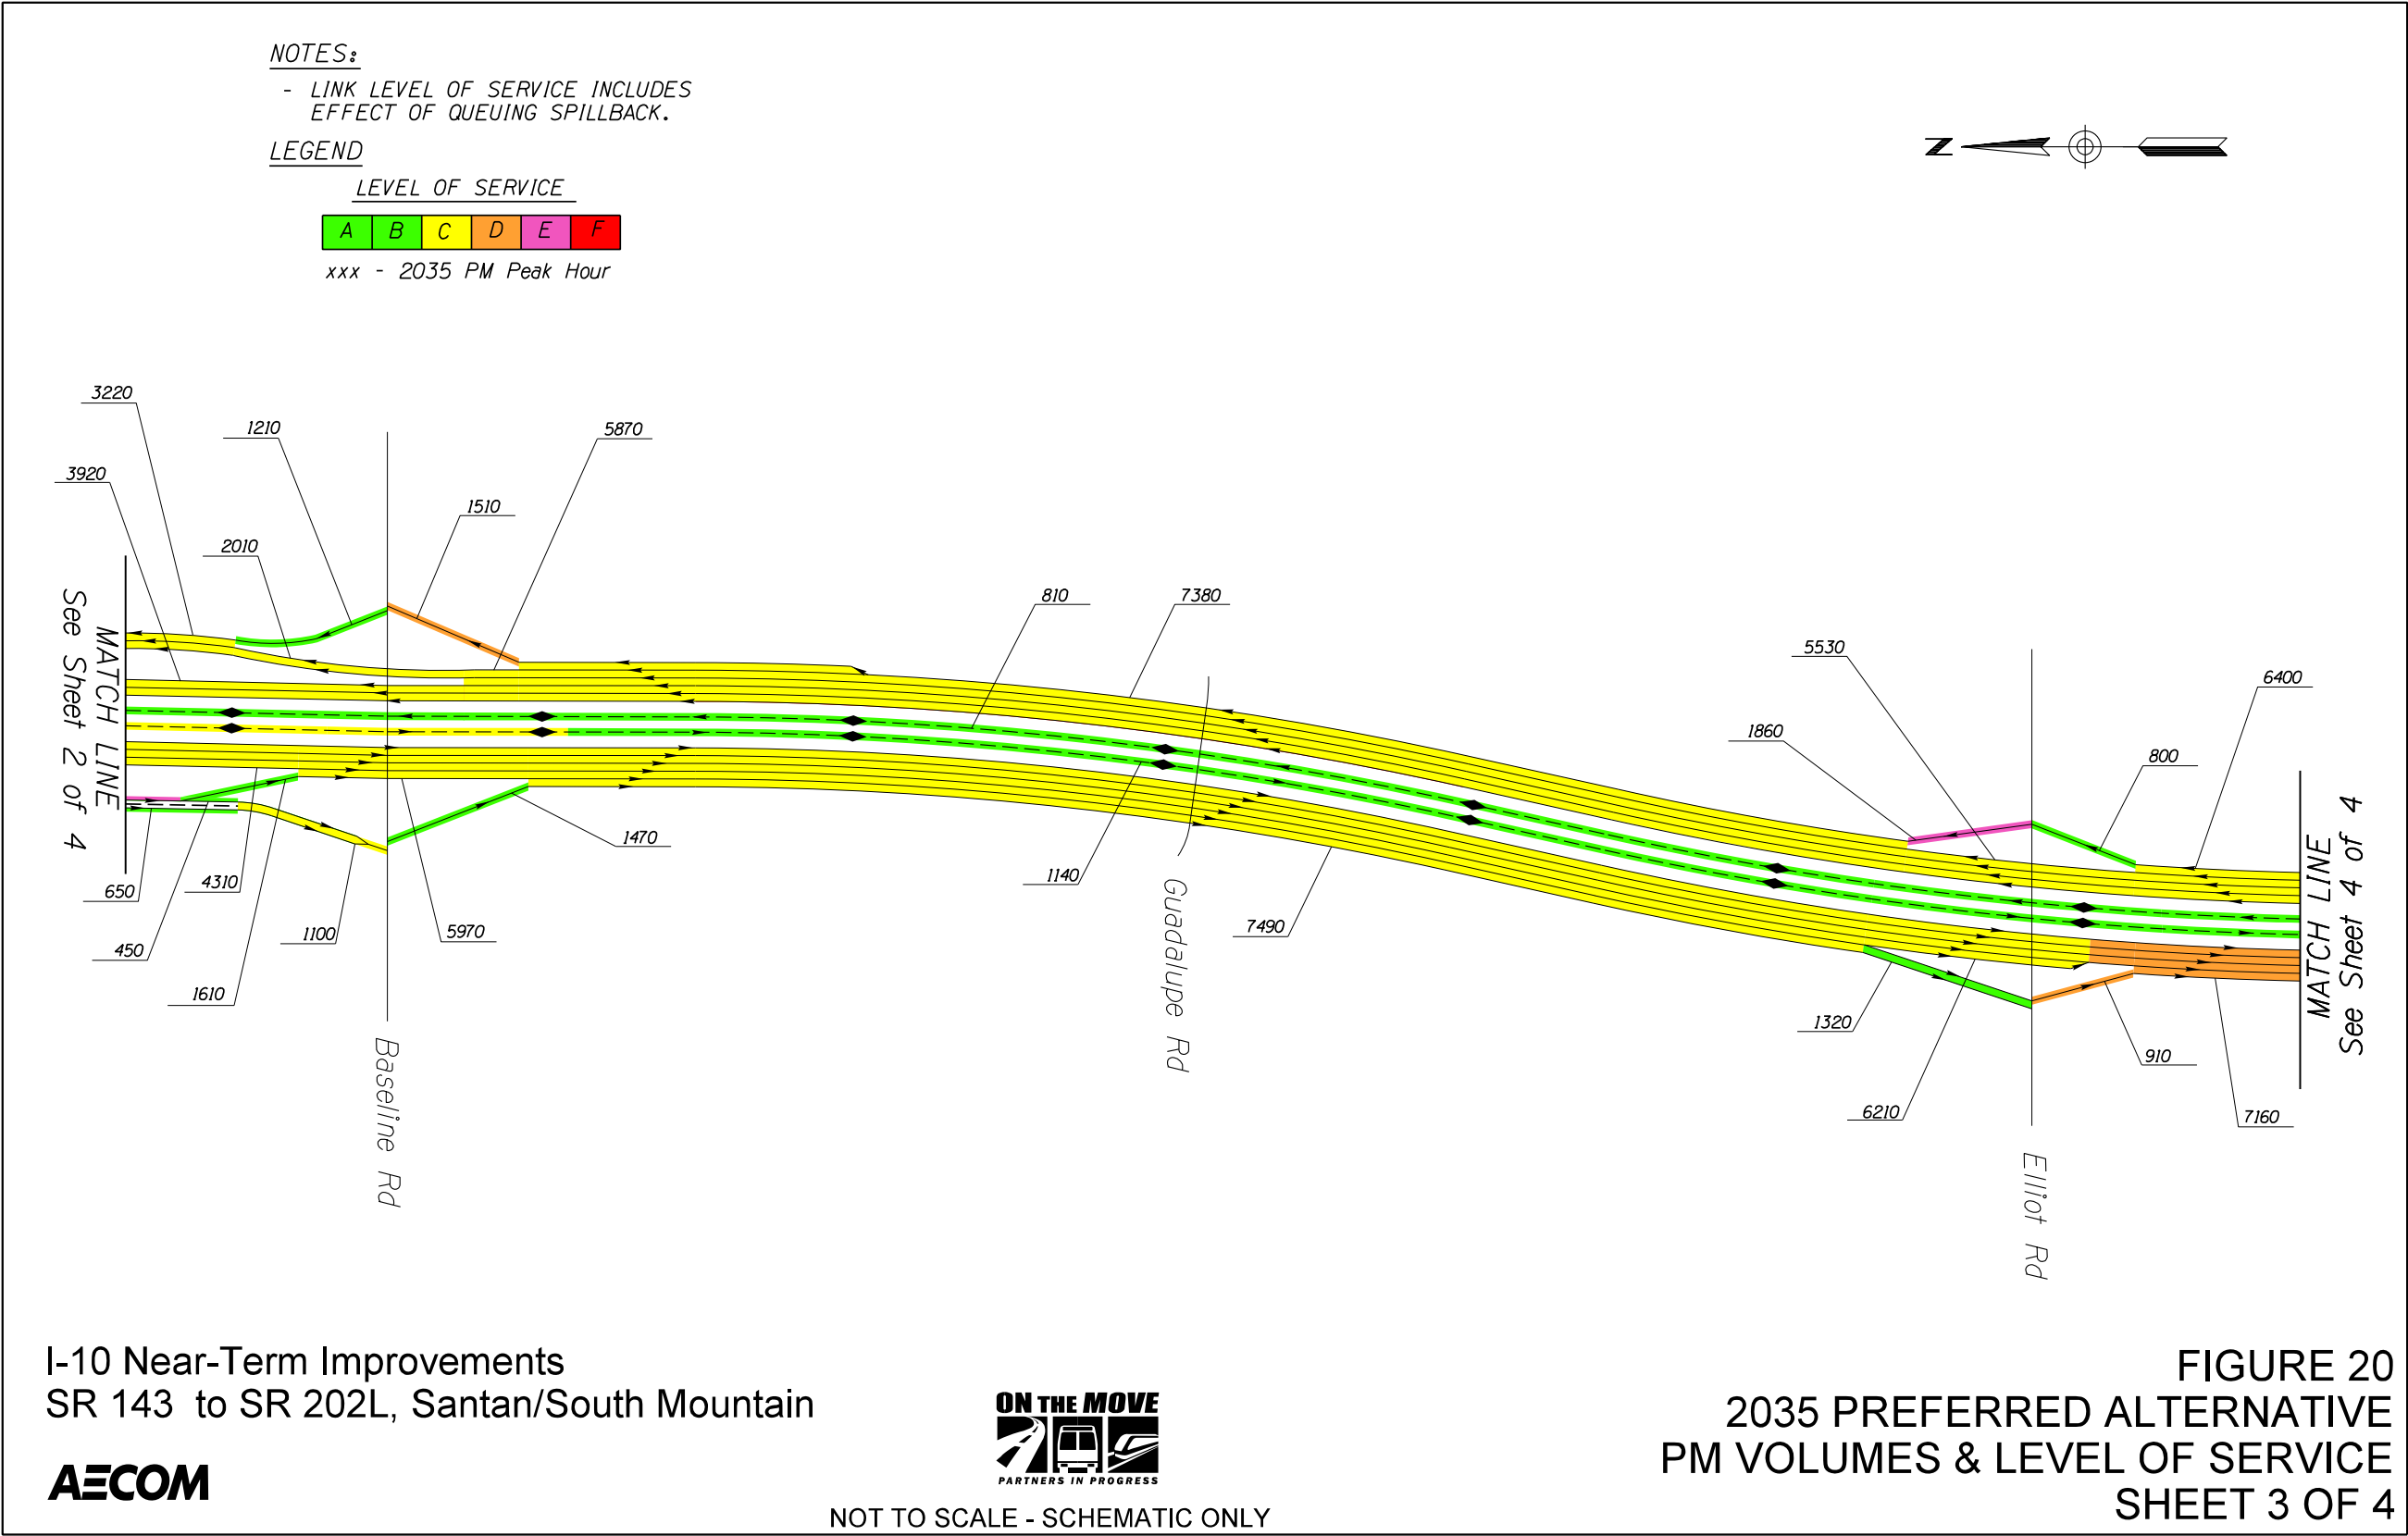 NOTES:
- LINK LEVEL OF SERVICE INCLUDES
EFFECT OF QUEUING SPILLBACK.
LEGEND
LEVEL OF SERVICE
A B C D E F
xxx - 2035 PM Peak Hour
N
3220
1210
5870
3920
1510
2010
810
7380
5530
6400
1860
800
MATCH LINE
See Sheet 2 of 4
MATCH LINE
See Sheet 4 of 4
650
4310
450
1100
5970
1610
1470
1140
7490
1320
910
6210
7160
Baseline Rd
Guadalupe Rd
Elliot Rd
I-10 Near-Term Improvements
SR 143 to SR 202L, Santan/South Mountain
AECOM
ON THE MOVE
PARTNERS IN PROGRESS
NOT TO SCALE - SCHEMATIC ONLY
FIGURE 20
2035 PREFERRED ALTERNATIVE
PM VOLUMES & LEVEL OF SERVICE
SHEET 3 OF 4